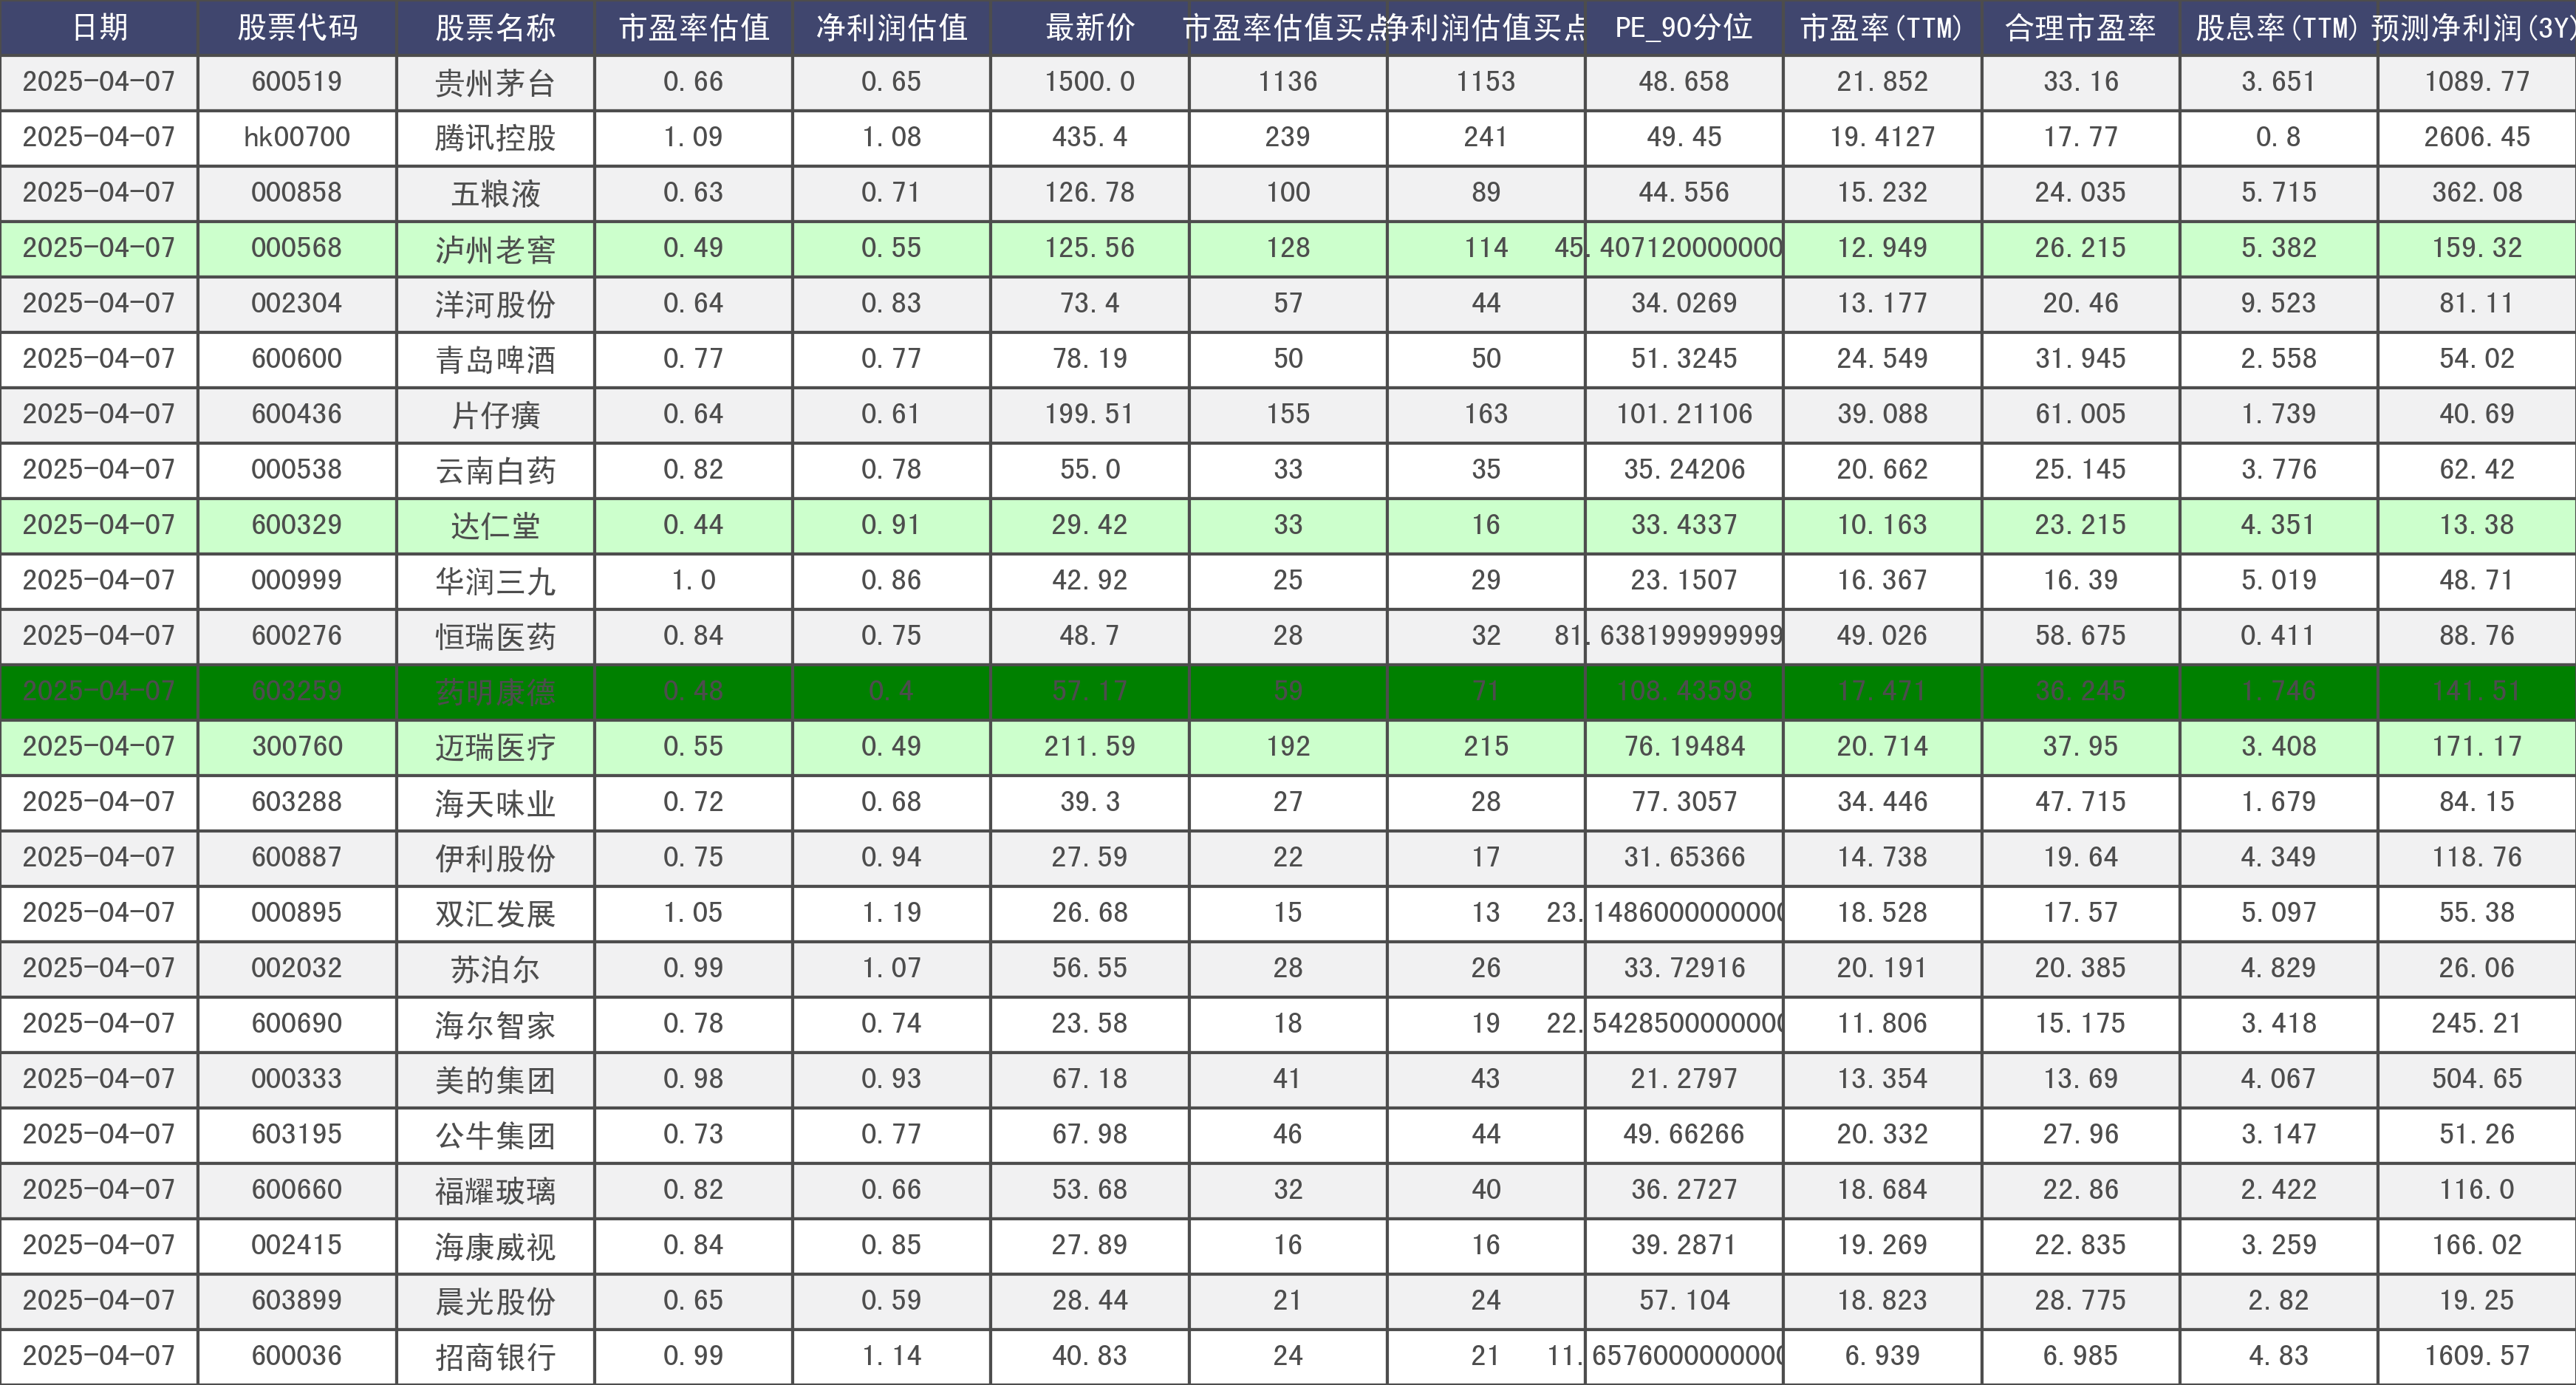 日期 股票代码 股票名称 市盈率估值 净利润估值 最新价 市盈率估值买点 净利润估值买点 PE_90分位 市盈率(TTM) 合理市盈率 股息率(TTM) 预测净利润(3Y)
2025-04-07 600519 贵州茅台 0.66 0.65 1500.0 1136 1153 48.658 21.852 33.16 3.651 1089.77
2025-04-07 hk00700 腾讯控股 1.09 1.08 435.4 239 241 49.45 19.4127 17.77 0.8 2606.45
2025-04-07 000858 五粮液 0.63 0.71 126.78 100 89 44.556 15.232 24.035 5.715 362.08
2025-04-07 000568 泸州老窖 0.49 0.55 125.56 128 114 45.407120000000 12.949 26.215 5.382 159.32
2025-04-07 002304 洋河股份 0.64 0.83 73.4 57 44 34.0269 13.177 20.46 9.523 81.11
2025-04-07 600600 青岛啤酒 0.77 0.77 78.19 50 50 51.3245 24.549 31.945 2.558 54.02
2025-04-07 600436 片仔癀 0.64 0.61 199.51 155 163 101.21106 39.088 61.005 1.739 40.69
2025-04-07 000538 云南白药 0.82 0.78 55.0 33 35 35.24206 20.662 25.145 3.776 62.42
2025-04-07 600329 达仁堂 0.44 0.91 29.42 33 16 33.4337 10.163 23.215 4.351 13.38
2025-04-07 000999 华润三九 1.0 0.86 42.92 25 29 23.1507 16.367 16.39 5.019 48.71
2025-04-07 600276 恒瑞医药 0.84 0.75 48.7 28 32 81.638199999999 49.026 58.675 0.411 88.76
2025-04-07 603259 药明康德 0.48 0.4 57.17 59 71 108.43598 17.471 36.245 1.746 141.51
2025-04-07 300760 迈瑞医疗 0.55 0.49 211.59 192 215 76.19484 20.714 37.95 3.408 171.17
2025-04-07 603288 海天味业 0.72 0.68 39.3 27 28 77.3057 34.446 47.715 1.679 84.15
2025-04-07 600887 伊利股份 0.75 0.94 27.59 22 17 31.65366 14.738 19.64 4.349 118.76
2025-04-07 000895 双汇发展 1.05 1.19 26.68 15 13 23.1486000000000 18.528 17.57 5.097 55.38
2025-04-07 002032 苏泊尔 0.99 1.07 56.55 28 26 33.72916 20.191 20.385 4.829 26.06
2025-04-07 600690 海尔智家 0.78 0.74 23.58 18 19 22.5428500000000 11.806 15.175 3.418 245.21
2025-04-07 000333 美的集团 0.98 0.93 67.18 41 43 21.2797 13.354 13.69 4.067 504.65
2025-04-07 603195 公牛集团 0.73 0.77 67.98 46 44 49.66266 20.332 27.96 3.147 51.26
2025-04-07 600660 福耀玻璃 0.82 0.66 53.68 32 40 36.2727 18.684 22.86 2.422 116.0
2025-04-07 002415 海康威视 0.84 0.85 27.89 16 16 39.2871 19.269 22.835 3.259 166.02
2025-04-07 603899 晨光股份 0.65 0.59 28.44 21 24 57.104 18.823 28.775 2.82 19.25
2025-04-07 600036 招商银行 0.99 1.14 40.83 24 21 11.6576000000000 6.939 6.985 4.83 1609.57